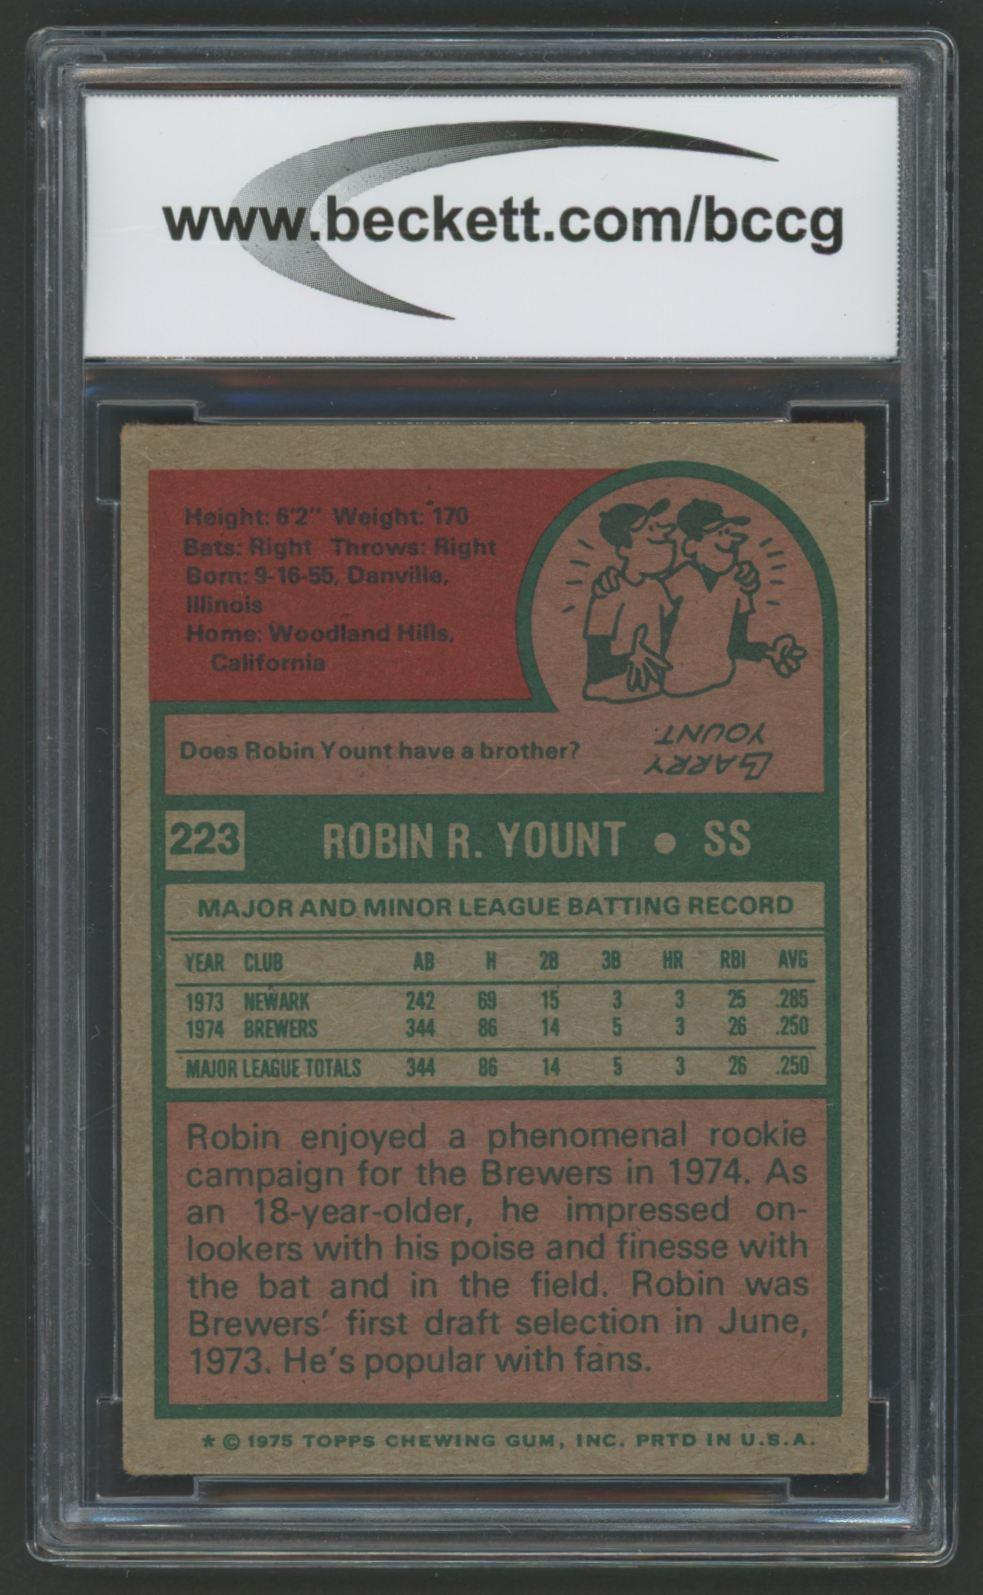 www.beckett.com/bccg
Height: 6'2" Weight: 170
Bats: Right Throws: Right
Born: 9-16-55, Danville,
Illinois
Home: Woodland Hills,
California
Does Robin Yount have a brother?
LARRY
YOUNT.
223 ROBIN R. YOUNT • SS
MAJOR AND MINOR LEAGUE BATTING RECORD
YEAR CLUB AB H 2B 3B HR RBI AVG
1973 NEWARK 242 69 15 3 3 25 .285
1974 BREWERS 344 86 14 5 3 26 .250
MAJOR LEAGUE TOTALS 344 86 14 5 3 26 .250
Robin enjoyed a phenomenal rookie
campaign for the Brewers in 1974. As
an 18-year-older, he impressed on-
lookers with his poise and finesse with
the bat and in the field. Robin was
Brewers' first draft selection in June,
1973. He's popular with fans.
* © 1975 TOPPS CHEWING GUM, INC. PRTD IN U.S.A.